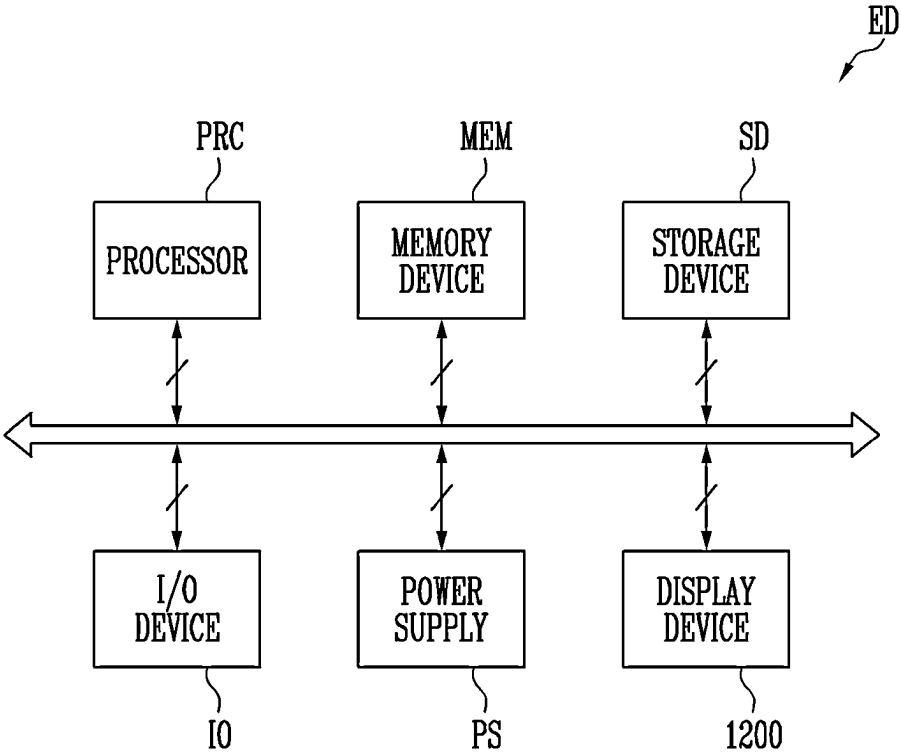 ED
PRC
MEM
SD
PROCESSOR
MEMORY
DEVICE
STORAGE
DEVICE
I/O
DEVICE
POWER
SUPPLY
DISPLAY
DEVICE
IO
PS
1200